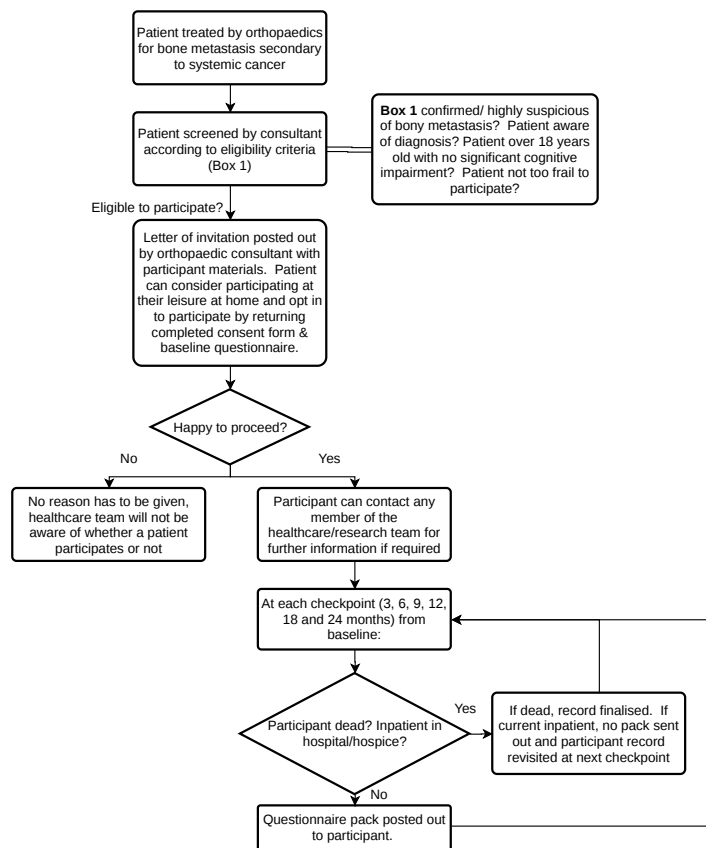 Patient treated by orthopaedics
for bone metastasis secondary
to systemic cancer
Patient screened by consultant
according to eligibility criteria
(Box 1)
Box 1 confirmed/ highly suspicious
of bony metastasis? Patient aware
of diagnosis? Patient over 18 years
old with no significant cognitive
impairment? Patient not too frail to
participate?
Eligible to participate?
Letter of invitation posted out
by orthopaedic consultant with
participant materials. Patient
can consider participating at
their leisure at home and opt in
to participate by returning
completed consent form &
baseline questionnaire.
Happy to proceed?
No
Yes
No reason has to be given,
healthcare team will not be
aware of whether a patient
participates or not
Participant can contact any
member of the
healthcare/research team for
further information if required
At each checkpoint (3, 6, 9, 12,
18 and 24 months) from
baseline:
Participant dead? Inpatient in
hospital/hospice?
Yes
If dead, record finalised. If
current inpatient, no pack sent
out and participant record
revisited at next checkpoint
No
Questionnaire pack posted out
to participant.